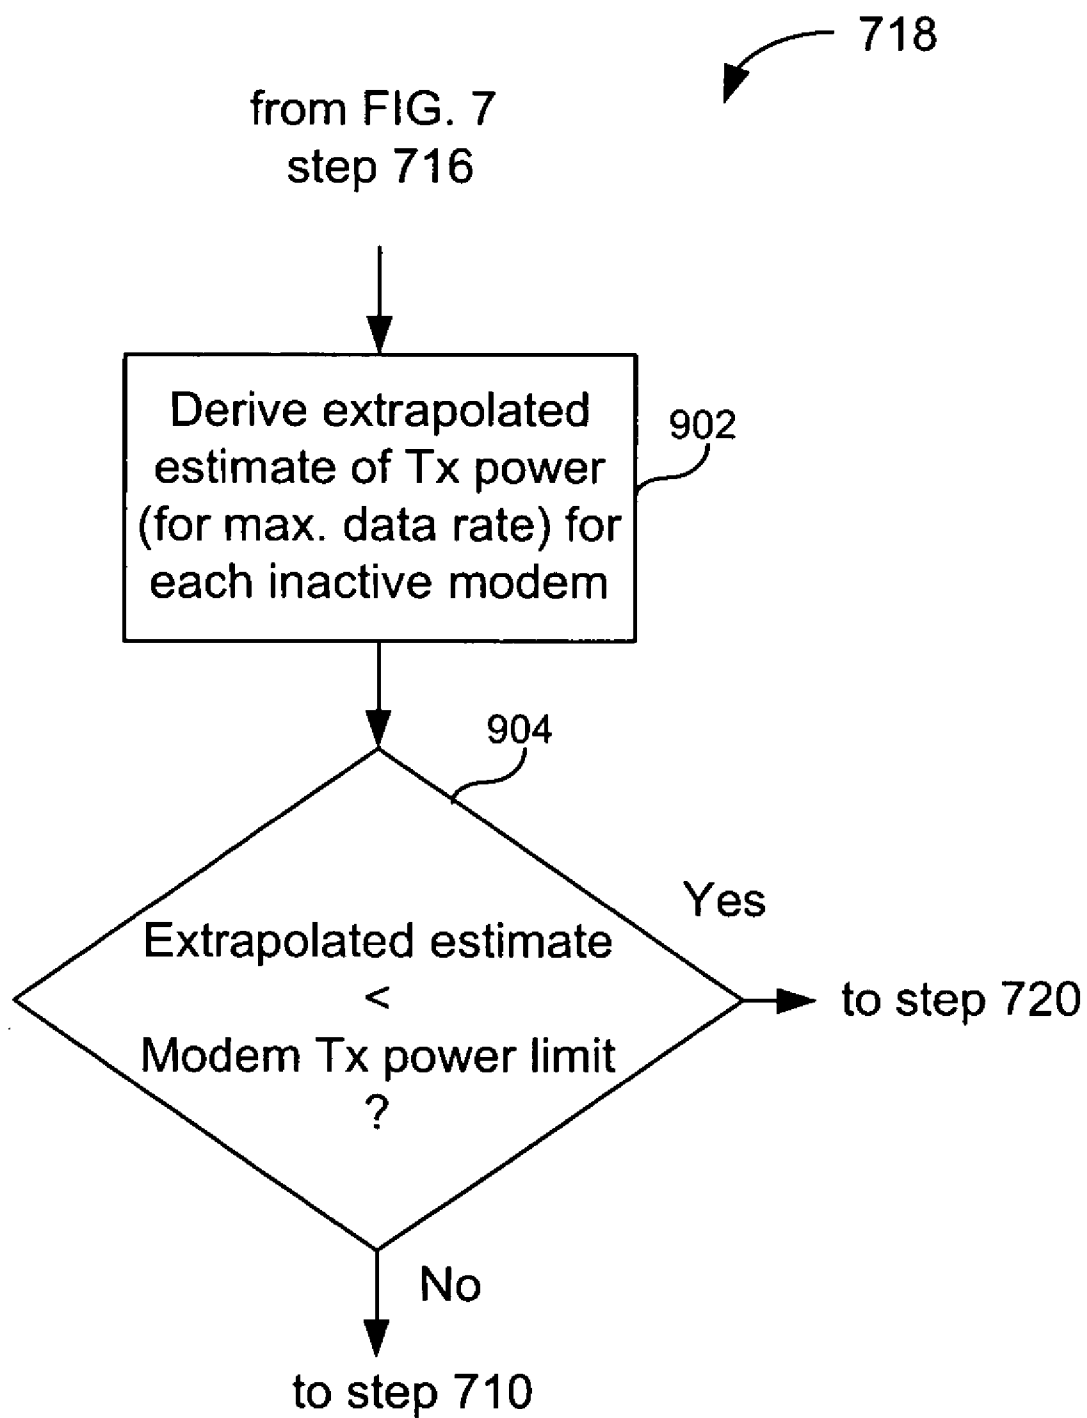 718
from FIG. 7
step 716
Derive extrapolated
estimate of Tx power
(for max. data rate) for
each inactive modem
902
904
Extrapolated estimate
<
Modem Tx power limit
?
Yes
to step 720
No
to step 710